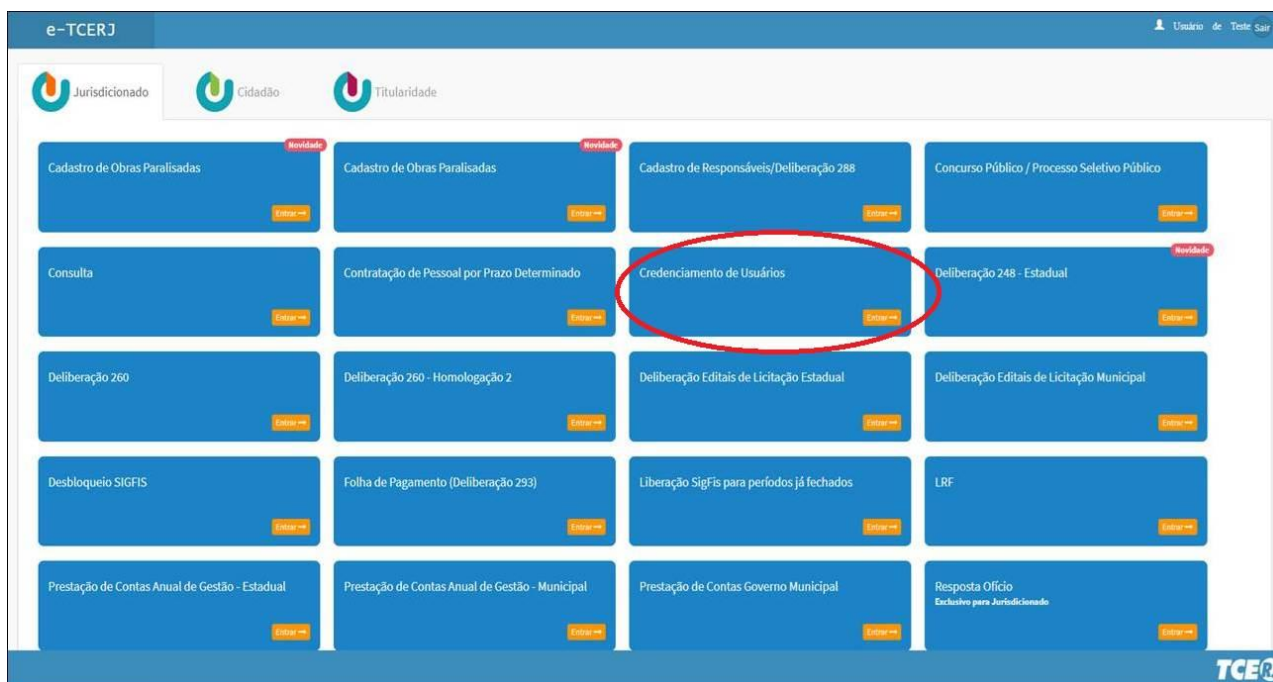 e-TCERJ
Usuário de Teste Sair
Jurisdicionado
Cidadão
Titularidade
Novidade
Cadastro de Obras Paralisadas
Entrar
Novidade
Cadastro de Obras Paralisadas
Entrar
Cadastro de Responsáveis/Deliberação 288
Entrar
Concurso Público / Processo Seletivo Público
Entrar
Consulta
Entrar
Contratação de Pessoal por Prazo Determinado
Entrar
Credenciamento de Usuários
Entrar
Novidade
Deliberação 248 - Estadual
Entrar
Deliberação 260
Entrar
Deliberação 260 - Homologação 2
Entrar
Deliberação Editais de Licitação Estadual
Entrar
Deliberação Editais de Licitação Municipal
Entrar
Desbloqueio SIGFIS
Entrar
Folha de Pagamento (Deliberação 293)
Entrar
Liberação SigFis para períodos já fechados
Entrar
LRF
Entrar
Prestação de Contas Anual de Gestão - Estadual
Entrar
Prestação de Contas Anual de Gestão - Municipal
Entrar
Prestação de Contas Governo Municipal
Entrar
Resposta Ofício
Exclusivo para Jurisdicionado
Entrar
TCER